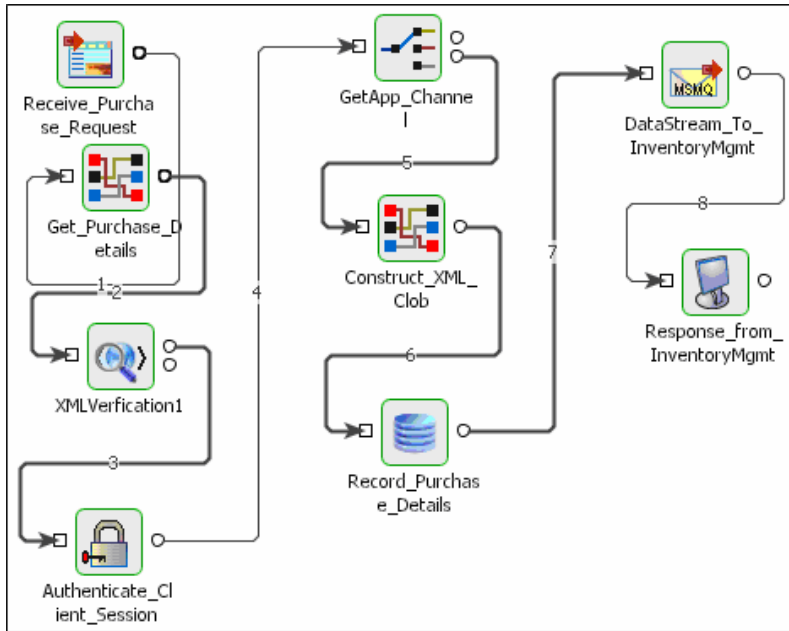 Receive_Purcha
se_Request
Get_Purchase_D
etails
1
2
XMLVerfication1
3
Authenticate_Cl
ient_Session
4
GetApp_Channe
l
5
Construct_XML_
Clob
6
Record_Purchas
e_Details
7
MSMQ
DataStream_To_
InventoryMgmt
8
Response_from_
InventoryMgmt